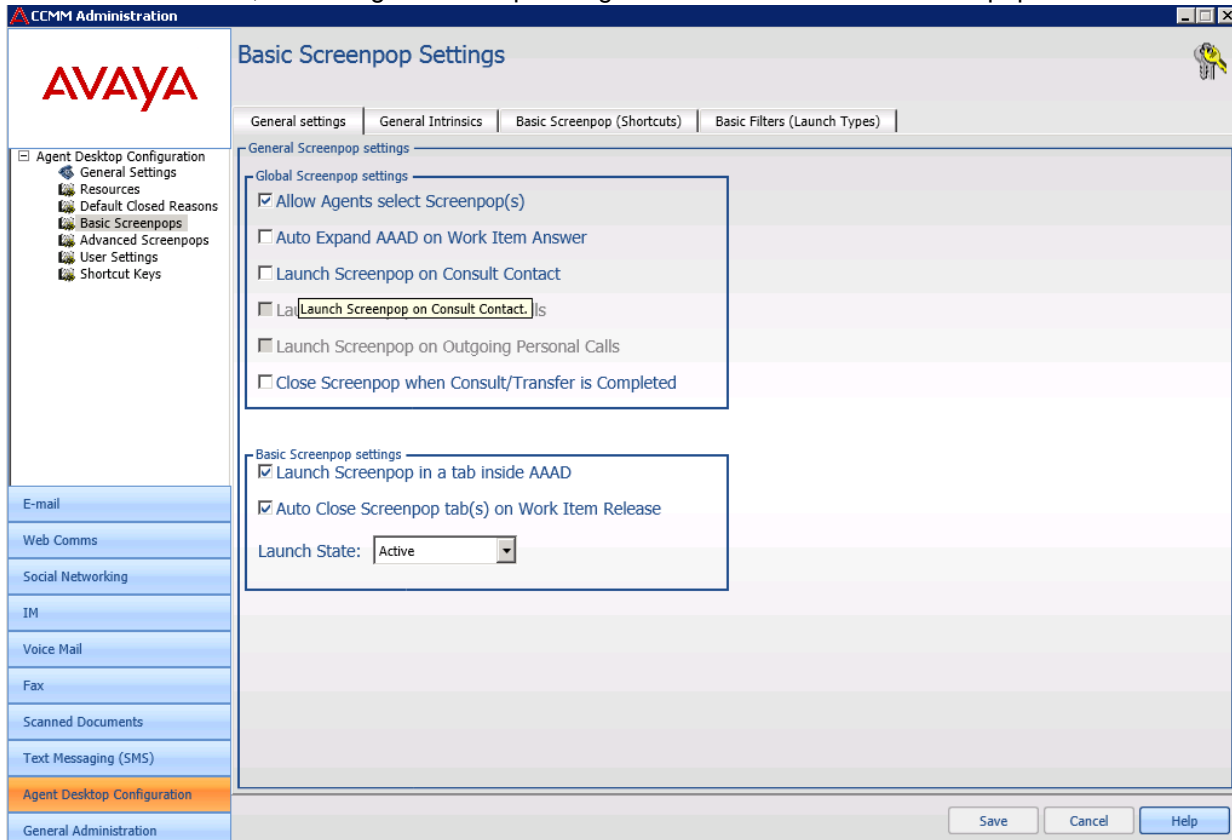 CCMM Administration
AVAYA
Agent Desktop Configuration
General Settings
Resources
Default Closed Reasons
Basic Screenpops
Advanced Screenpops
User Settings
Shortcut Keys
E-mail
Web Comms
Social Networking
IM
Voice Mail
Fax
Scanned Documents
Text Messaging (SMS)
Agent Desktop Configuration
General Administration
Basic Screenpop Settings
General settings
General Intrinsics
Basic Screenpop (Shortcuts)
Basic Filters (Launch Types)
General Screenpop settings
Global Screenpop settings
Allow Agents select Screenpop(s)
Auto Expand AAAD on Work Item Answer
Launch Screenpop on Consult Contact
Launch Screenpop on Consult Contact.
Launch Screenpop on Outgoing Personal Calls
Close Screenpop when Consult/Transfer is Completed
Basic Screenpop settings
Launch Screenpop in a tab inside AAAD
Auto Close Screenpop tab(s) on Work Item Release
Launch State: Active
Save
Cancel
Help